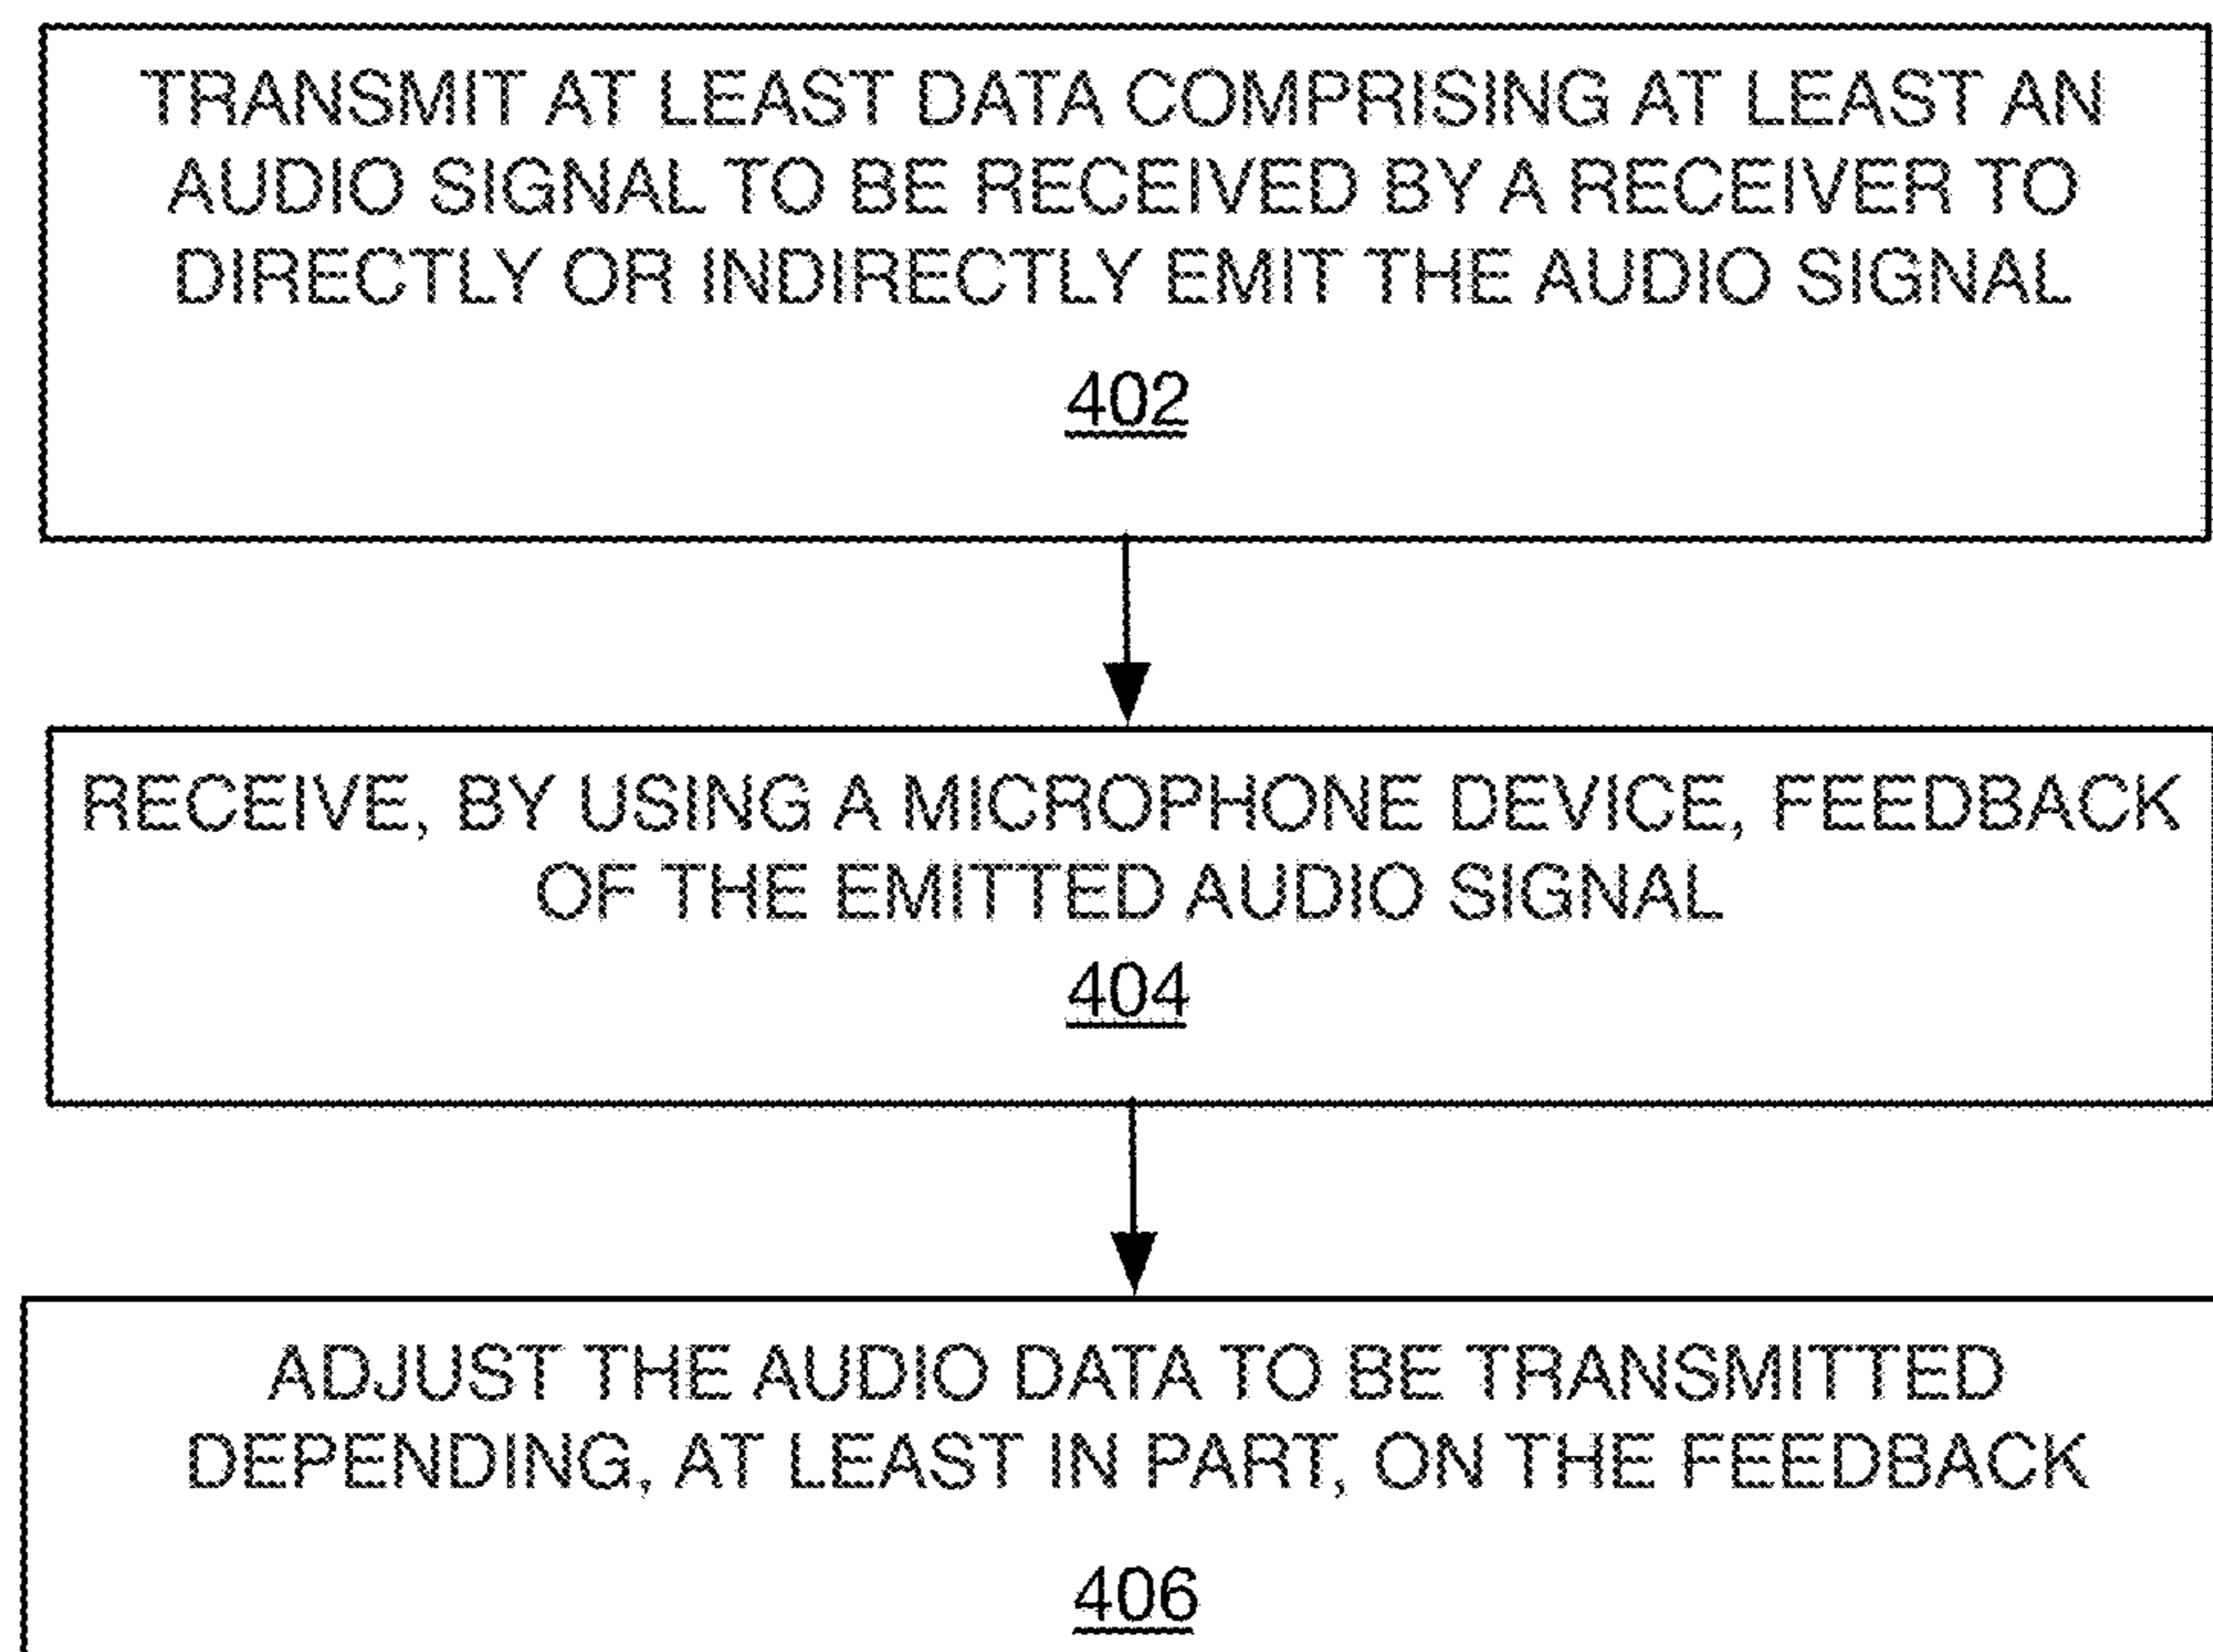 TRANSMIT AT LEAST DATA COMPRISING AT LEAST AN
AUDIO SIGNAL TO BE RECEIVED BY A RECEIVER TO
DIRECTLY OR INDIRECTLY EMIT THE AUDIO SIGNAL
402
RECEIVE, BY USING A MICROPHONE DEVICE, FEEDBACK
OF THE EMITTED AUDIO SIGNAL
404
ADJUST THE AUDIO DATA TO BE TRANSMITTED
DEPENDING, AT LEAST IN PART, ON THE FEEDBACK
406